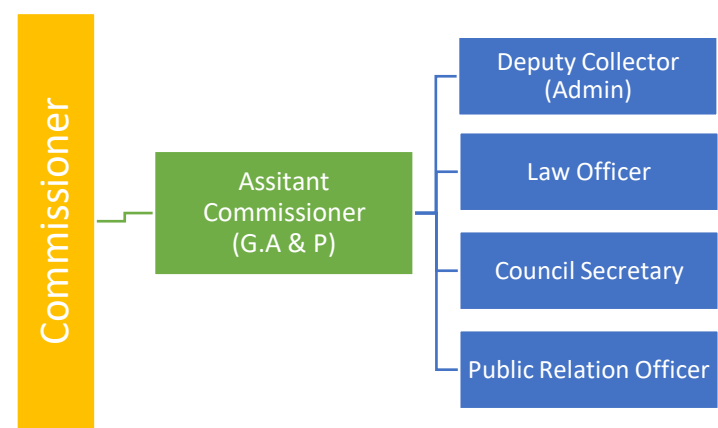 Commissioner
Assitant
Commissioner
(G.A & P)
Deputy Collector
(Admin)
Law Officer
Council Secretary
Public Relation Officer